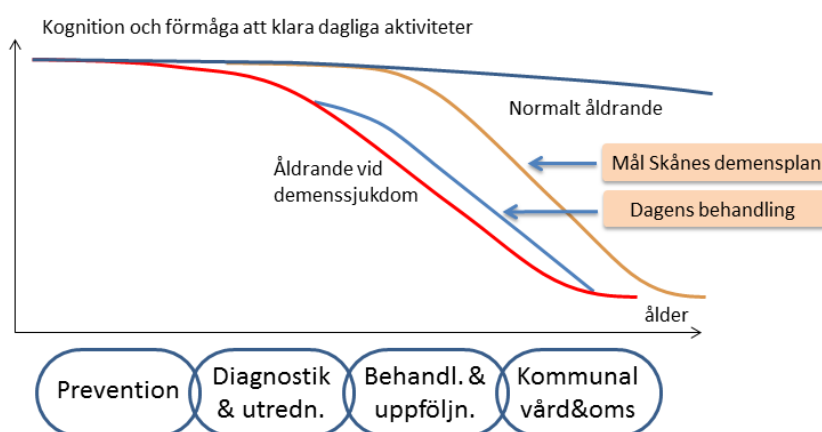 Kognition och förmåga att klara dagliga aktiviteter
Normalt åldrande
Mål Skånes demensplan
Åldrande vid
demenssjukdom
Dagens behandling
ålder
Prevention
Diagnostik
& utredn.
Behandl. &
uppföljn.
Kommunal
vård&oms